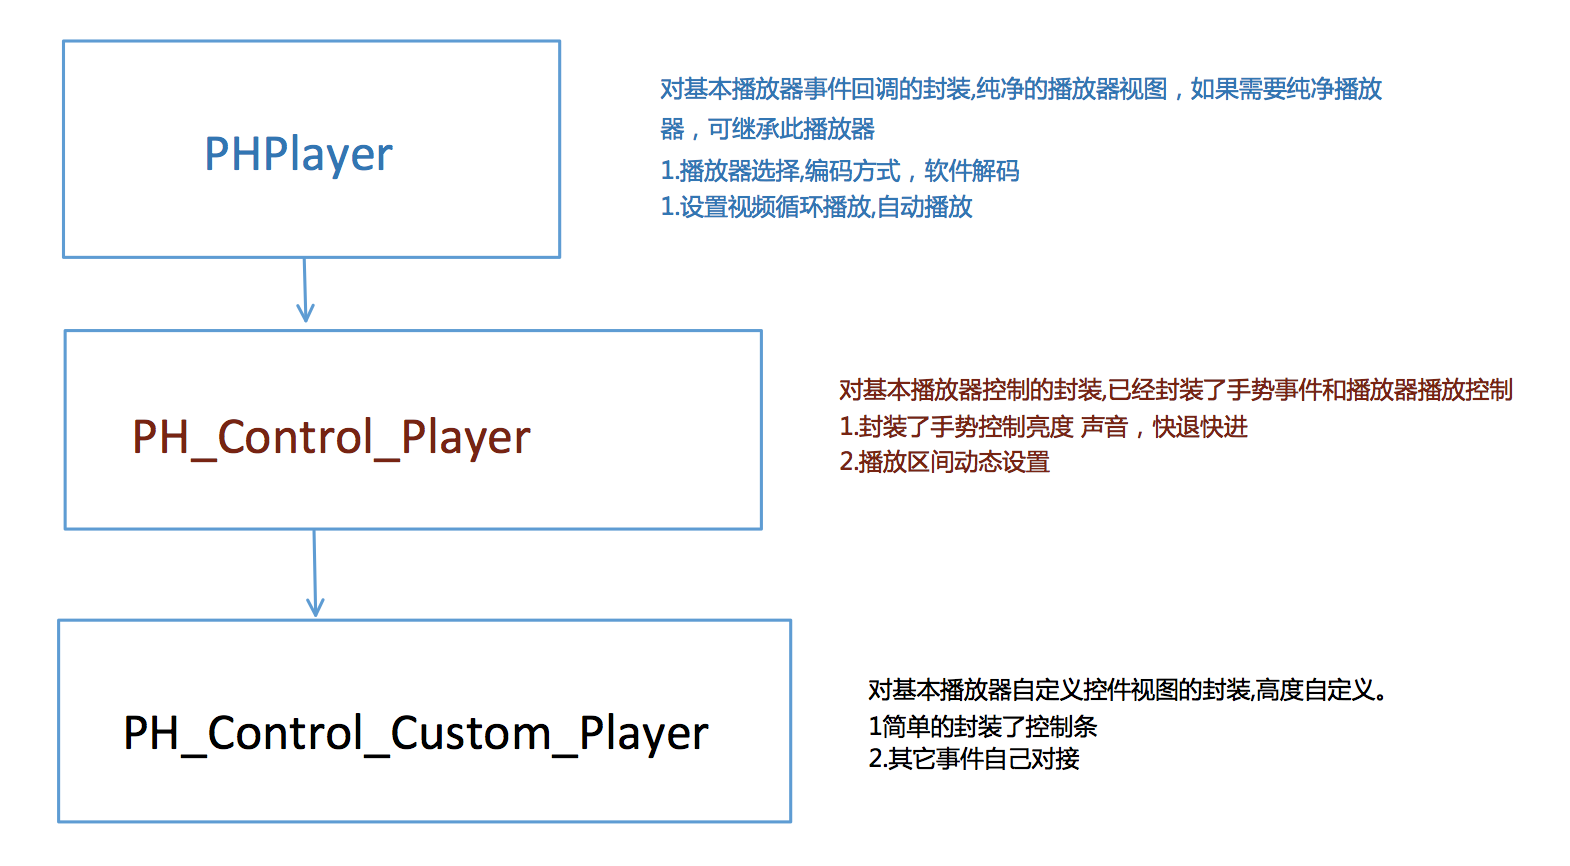 PHPlayer
对基本播放器事件回调的封装,纯净的播放器视图，如果需要纯净播放
器，可继承此播放器
1.播放器选择,编码方式，软件解码
1.设置视频循环播放,自动播放
PH_Control_Player
对基本播放器控制的封装,已经封装了手势事件和播放器播放控制
1.封装了手势控制亮度 声音，快退快进
2.播放区间动态设置
PH_Control_Custom_Player
对基本播放器自定义控件视图的封装,高度自定义。
1简单的封装了控制条
2.其它事件自己对接